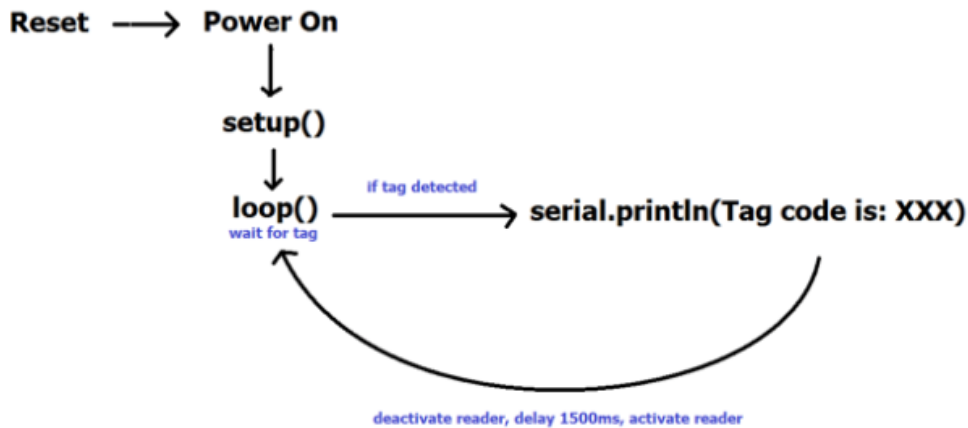 Reset Power On
setup()
if tag detected
loop() serial.println(Tag code is: XXX)
wait for tag
deactivate reader, delay 1500ms, activate reader